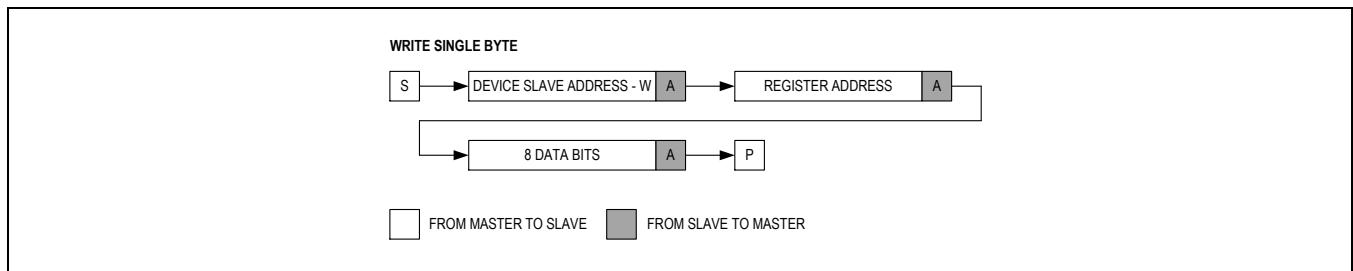 WRITE SINGLE BYTE
S DEVICE SLAVE ADDRESS - W A REGISTER ADDRESS A
8 DATA BITS A P
FROM MASTER TO SLAVE FROM SLAVE TO MASTER